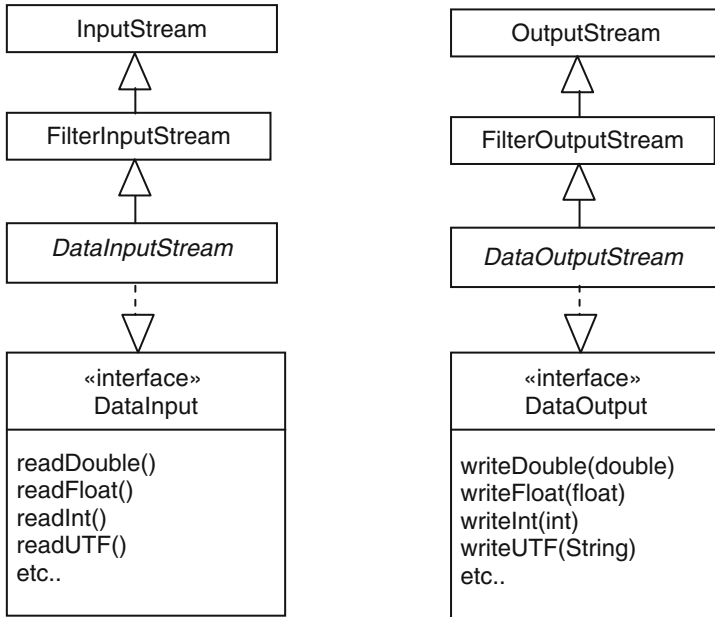 InputStream
FilterInputStream
DataInputStream
«interface»
DataInput
readDouble()
readFloat()
readInt()
readUTF()
etc..
OutputStream
FilterOutputStream
DataOutputStream
«interface»
DataOutput
writeDouble(double)
writeFloat(float)
writeInt(int)
writeUTF(String)
etc..